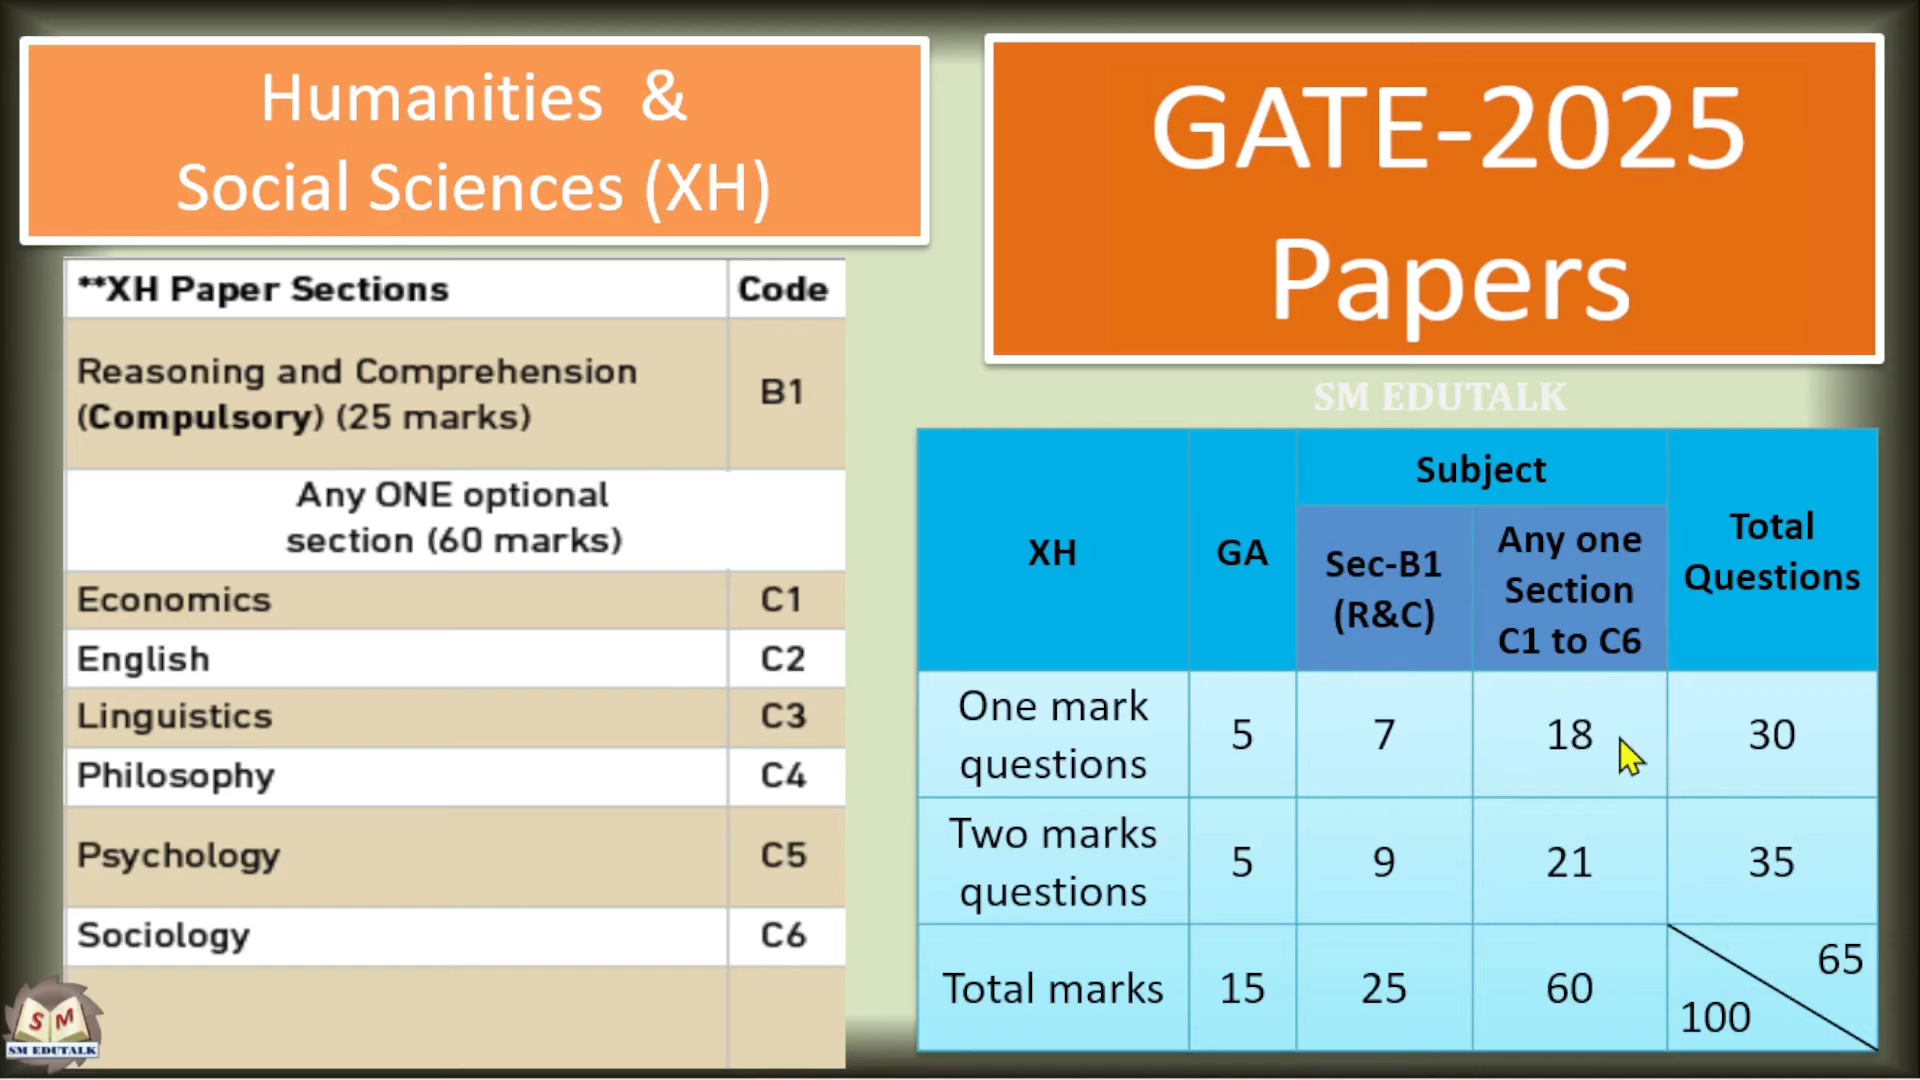 Humanities &
Social Sciences (XH)
GATE-2025
Papers
**XH Paper Sections Code
Reasoning and Comprehension
(Compulsory) (25 marks) B1
Any ONE optional
section (60 marks)
Economics C1
English C2
Linguistics C3
Philosophy C4
Psychology C5
Sociology C6
SM EDUTALK
XH GA Subject Total
Questions
Sec-B1
(R&C)
Any one
Section
C1 to C6
One mark
questions 5 7 18 30
Two marks
questions 5 9 21 35
Total marks 15 25 60 65
100
S M
SM EDUTALK